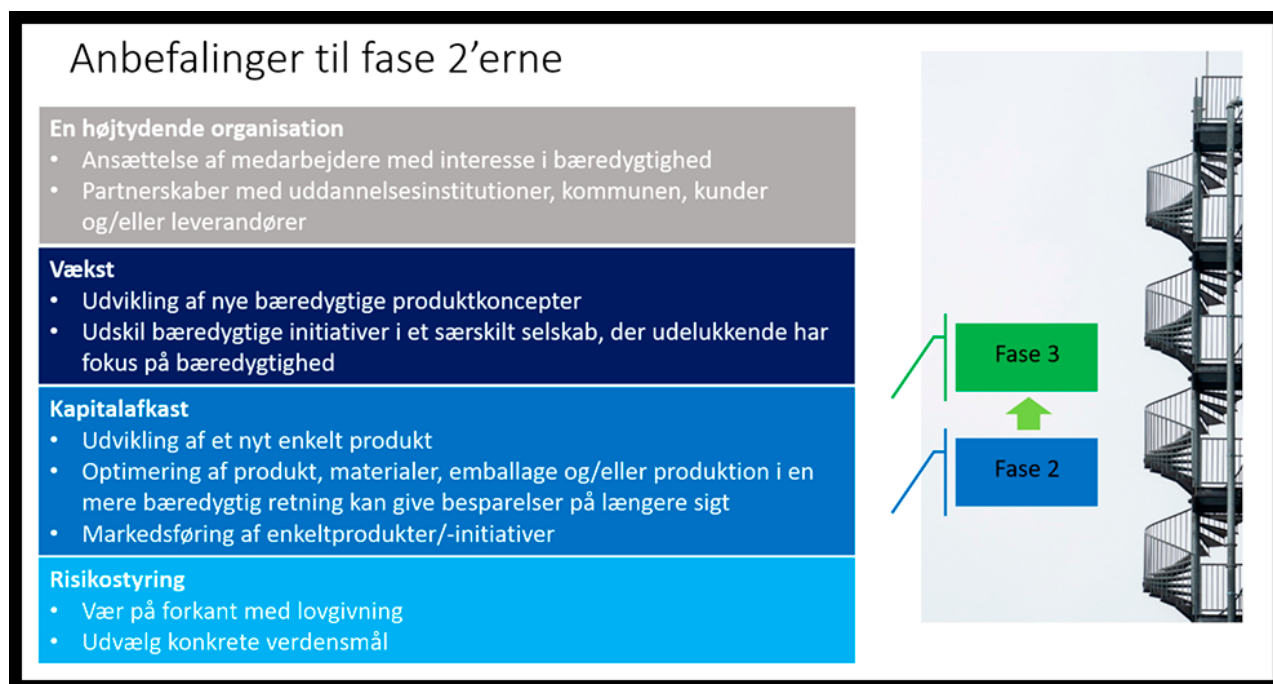 Anbefalinger til fase 2’erne
En højtydende organisation
• Ansættelse af medarbejdere med interesse i bæredygtighed
• Partnerskaber med uddannelsesinstitutioner, kommunen, kunder
og/eller leverandører
Vækst
• Udvikling af nye bæredygtige produktkoncepter
• Udskil bæredygtige initiativer i et særskilt selskab, der udelukkende har
fokus på bæredygtighed
Kapitalafkast
• Udvikling af et nyt enkelt produkt
• Optimering af produkt, materialer, emballage og/eller produktion i en
mere bæredygtig retning kan give besparelser på længere sigt
• Markedsføring af enkeltprodukter/-initiativer
Risikostyring
• Vær på forkant med lovgivning
• Udvælg konkrete verdensmål
Fase 3
Fase 2